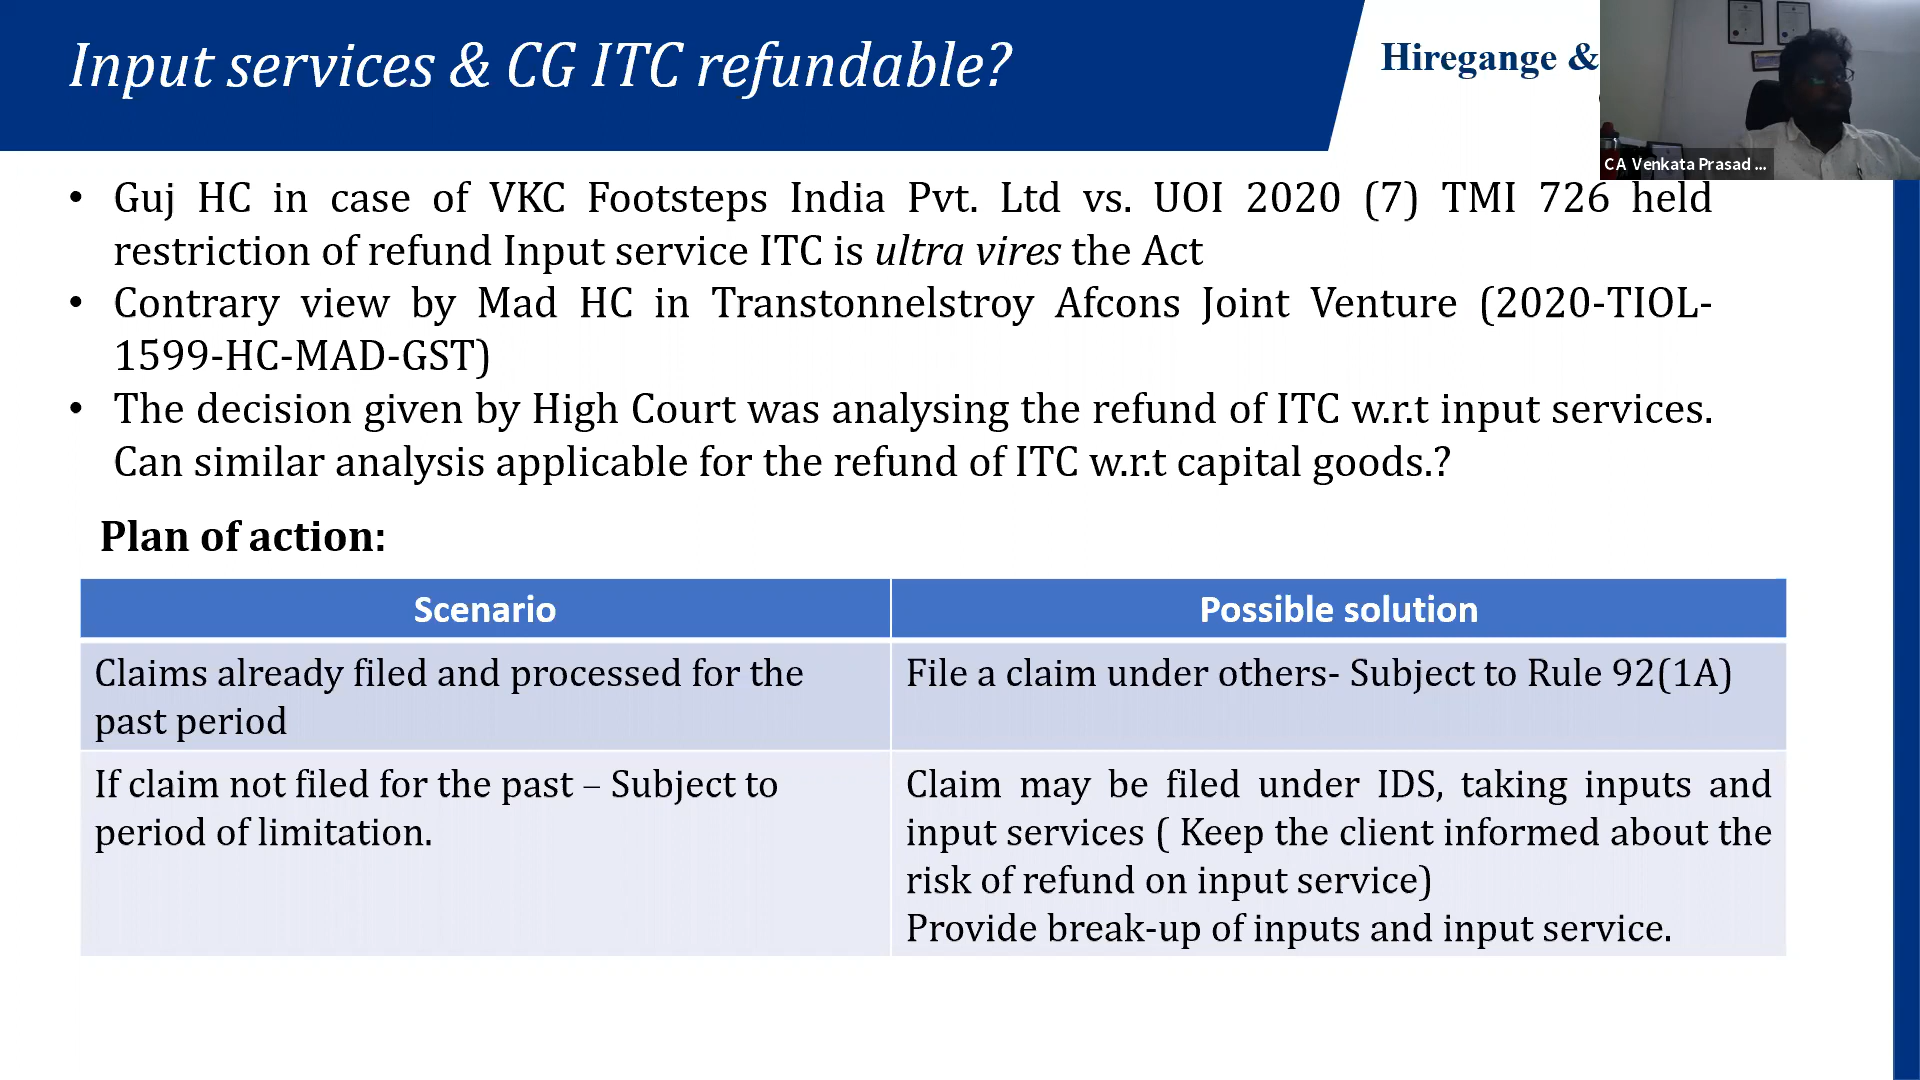 Input services & CG ITC refundable?
Hiregange &
CA Venkata Prasad ...
• Guj HC in case of VKC Footsteps India Pvt. Ltd vs. UOI 2020 (7) TMI 726 held
restriction of refund Input service ITC is ultra vires the Act
• Contrary view by Mad HC in Transtonnelstroy Afcons Joint Venture (2020-TIOL-
1599-HC-MAD-GST)
• The decision given by High Court was analysing the refund of ITC w.r.t input services.
Can similar analysis applicable for the refund of ITC w.r.t capital goods.?
Plan of action:
Scenario
Possible solution
Claims already filed and processed for the
past period
File a claim under others- Subject to Rule 92(1A)
If claim not filed for the past – Subject to
period of limitation.
Claim may be filed under IDS, taking inputs and
input services ( Keep the client informed about the
risk of refund on input service)
Provide break-up of inputs and input service.